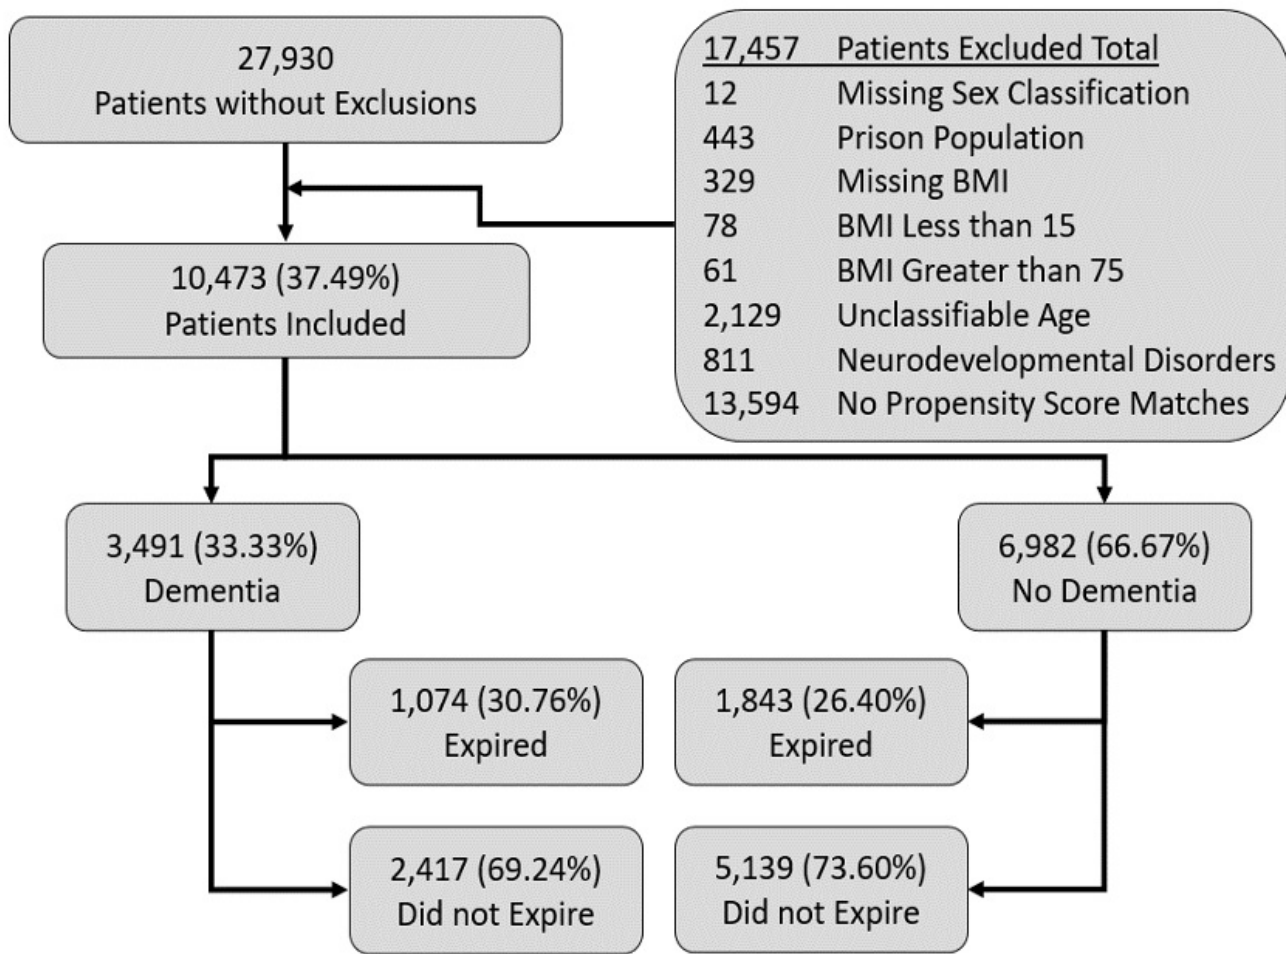 27,930
Patients without Exclusions
17,457 Patients Excluded Total
12 Missing Sex Classification
443 Prison Population
329 Missing BMI
78 BMI Less than 15
61 BMI Greater than 75
2,129 Unclassifiable Age
811 Neurodevelopmental Disorders
13,594 No Propensity Score Matches
10,473 (37.49%)
Patients Included
3,491 (33.33%)
Dementia
6,982 (66.67%)
No Dementia
1,074 (30.76%)
Expired
1,843 (26.40%)
Expired
2,417 (69.24%)
Did not Expire
5,139 (73.60%)
Did not Expire